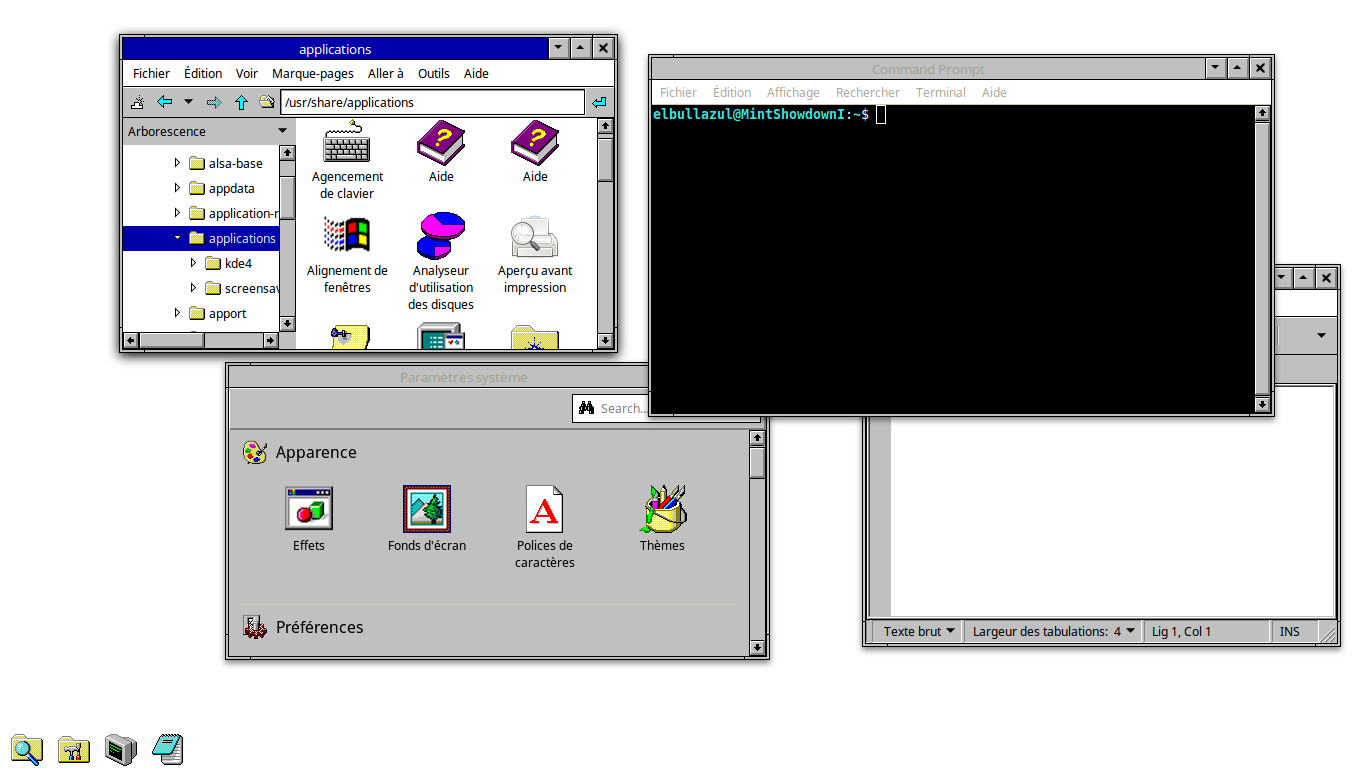 applications
Fichier Édition Voir Marque-pages Aller à Outils Aide
/usr/share/applications
Arborescence
alsa-base
appdata
application-r
applications
kde4
screensav
apport
Agencement
de clavier
Aide
Aide
Alignement de
fenêtres
Analyseur
d'utilisation
des disques
Aperçu avant
impression
Command Prompt
Fichier Édition Affichage Rechercher Terminal Aide
elbullazul@MintShowdownI:~$
Paramètres système
Search...
Apparence
Effets
Fonds d'écran
Polices de
caractères
Thèmes
Préférences
Texte brut Largeur des tabulations: 4 Lig 1, Col 1 INS